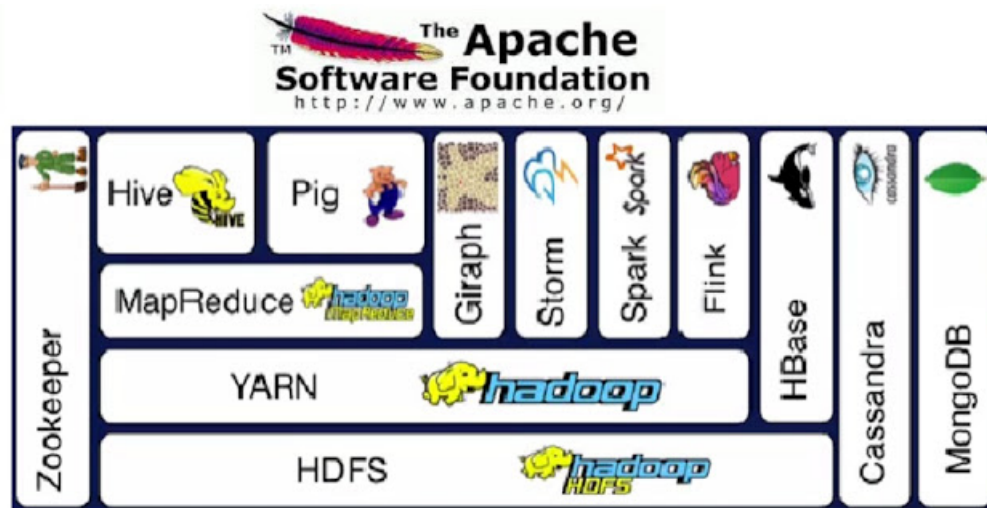 TM
The Apache
Software Foundation
http://www.apache.org/
Zookeeper
Hive
HIVE
Pig
MapReduce
hadoop
MapReduce
Giraph
Storm
Spark
Spark
Flink
HBase
cassandra
Cassandra
MongoDB
YARN
hadoop
HDFS
hadoop
HDFS